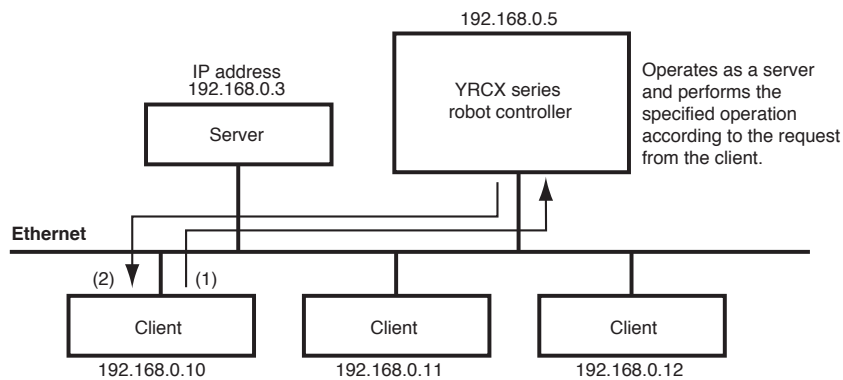 192.168.0.5
IP address
192.168.0.3
Server
YRCX series
robot controller
Operates as a server
and performs the
specified operation
according to the request
from the client.
Ethernet
(2)
(1)
Client
Client
Client
192.168.0.10
192.168.0.11
192.168.0.12